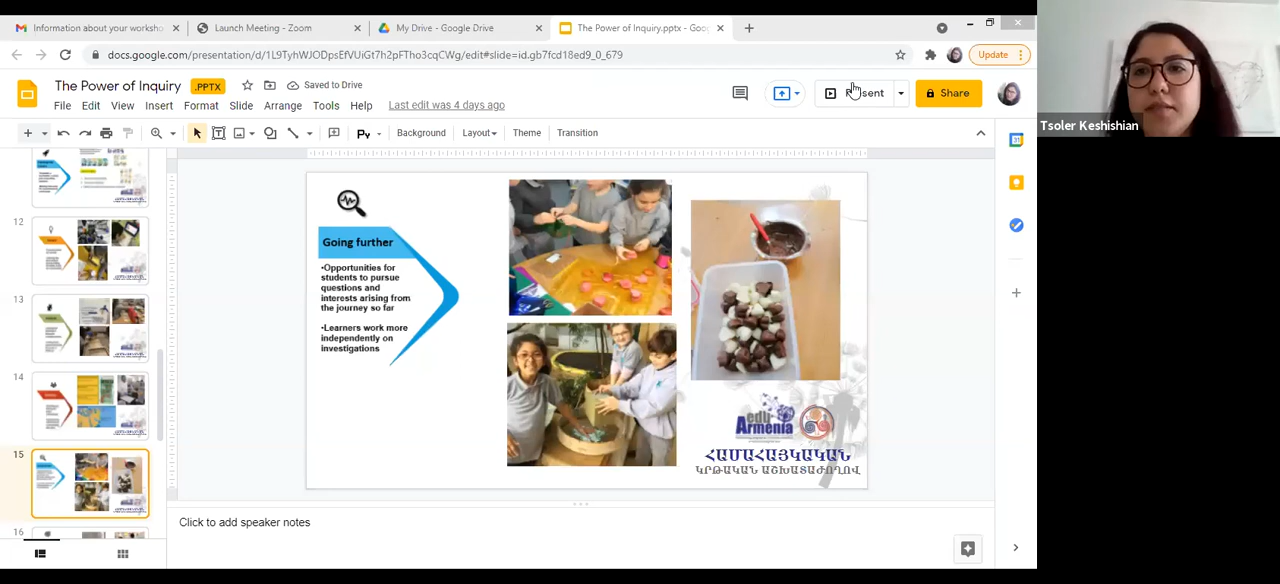 Information about your worksho
Launch Meeting - Zoom
My Drive - Google Drive
The Power of Inquiry.pptx - Goo
docs.google.com/presentation/d/1L9TyhWJODpsEfVUiGt7h2pFTho3cqCWg/edit#slide=id.gb7fcd18ed9_0_679
Update
The Power of Inquiry .PPTX Saved to Drive
File Edit View Insert Format Slide Arrange Tools Help Last edit was 4 days ago
Share
Background Layout Theme Transition
Tsoler Keshishian
12
13
14
15
16
Going further
•Opportunities for
students to pursue
questions and
interests arising from
the journey so far
•Learners work more
independently on
investigations
edu
Armenia
ՀԱՄԱՀԱՅԿԱԿԱՆ
ԿՐԹԱԿԱՆ ԱՇԽԱՏԱԺՈՂՈՎ
Click to add speaker notes